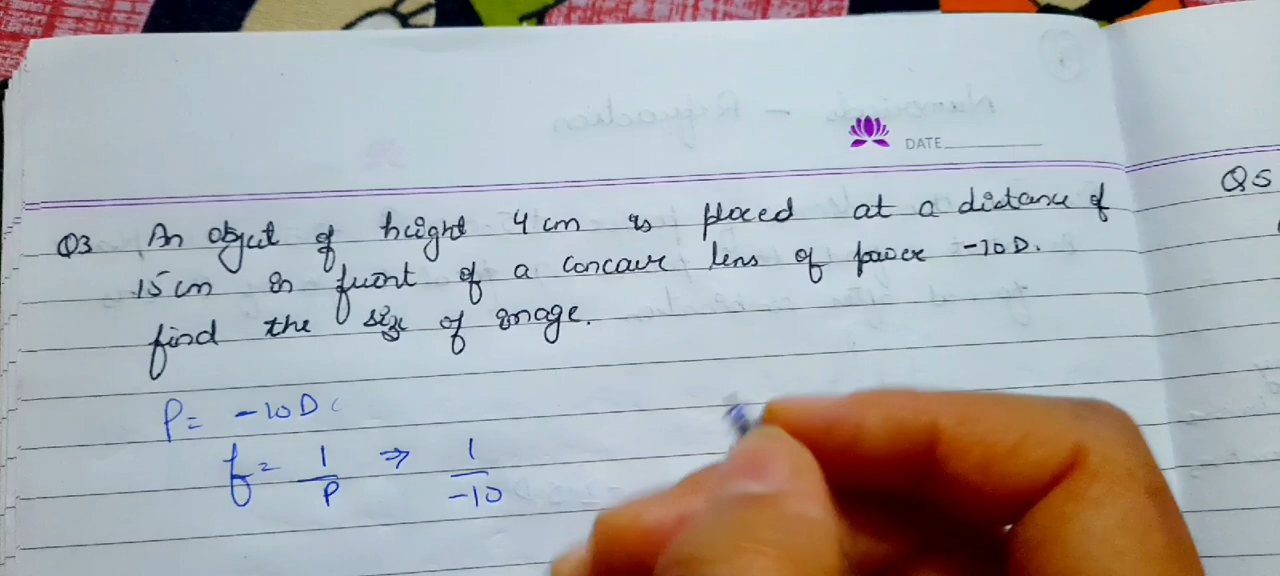 DATE
Q3 An object of height 4 cm is placed at a distance of
15 cm in front of a concave lens of power -10 D.
find the size of image.
P = -10 D
f = 1/P ⇒ 1/-10
Q5